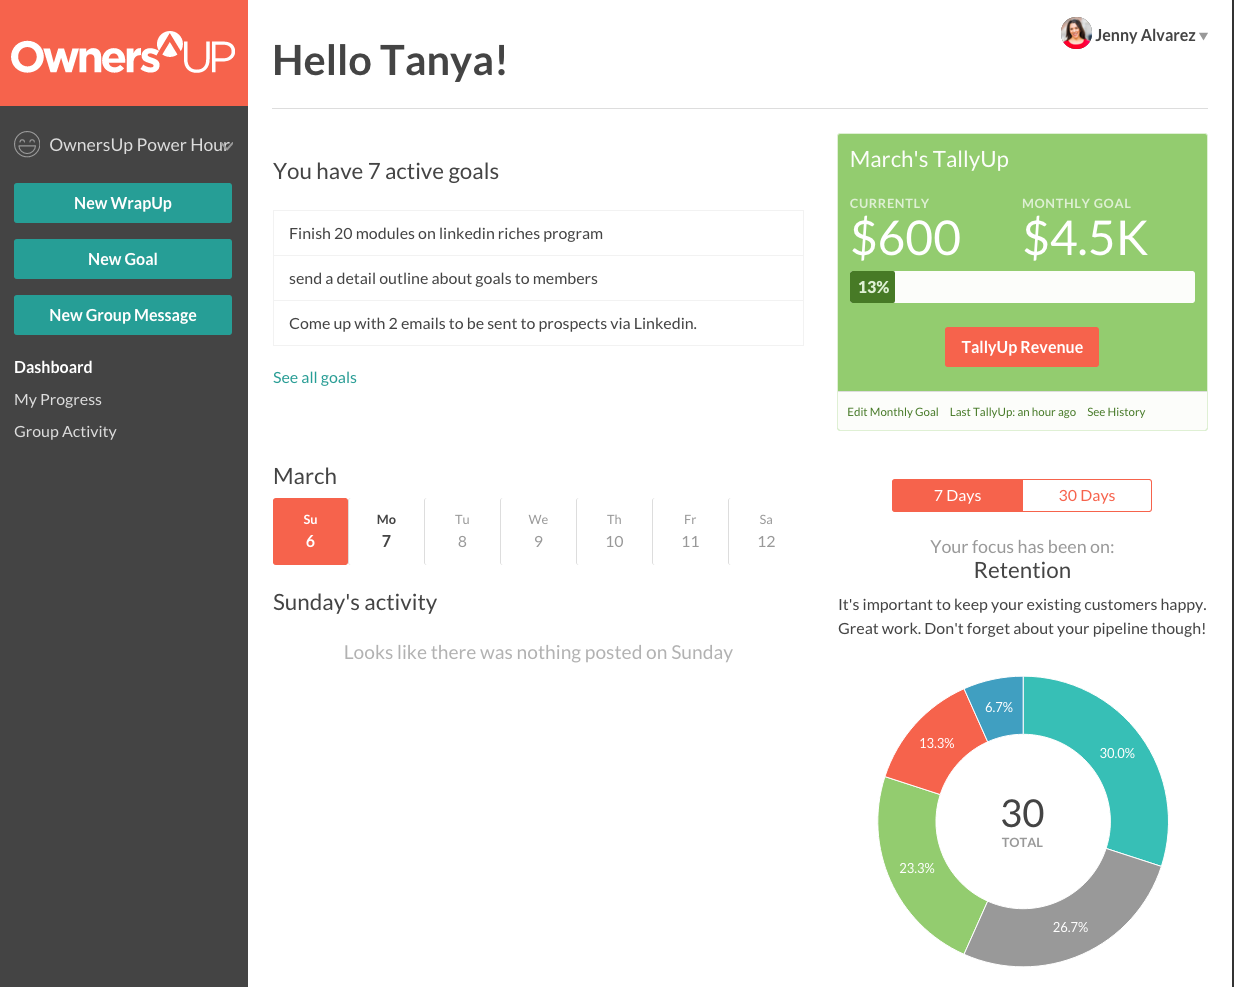 OwnersUP
OwnersUp Power Hour
New WrapUp
New Goal
New Group Message
Dashboard
My Progress
Group Activity
Hello Tanya!
Jenny Alvarez
You have 7 active goals
Finish 20 modules on linkedin riches program
send a detail outline about goals to members
Come up with 2 emails to be sent to prospects via Linkedin.
See all goals
March's TallyUp
CURRENTLY MONTHLY GOAL
$600 $4.5K
13%
TallyUp Revenue
Edit Monthly Goal Last TallyUp: an hour ago See History
March
Su Mo Tu We Th Fr Sa
6 7 8 9 10 11 12
Sunday's activity
Looks like there was nothing posted on Sunday
7 Days 30 Days
Your focus has been on:
Retention
It's important to keep your existing customers happy.
Great work. Don't forget about your pipeline though!
6.7%
13.3%
30.0%
30
TOTAL
23.3%
26.7%